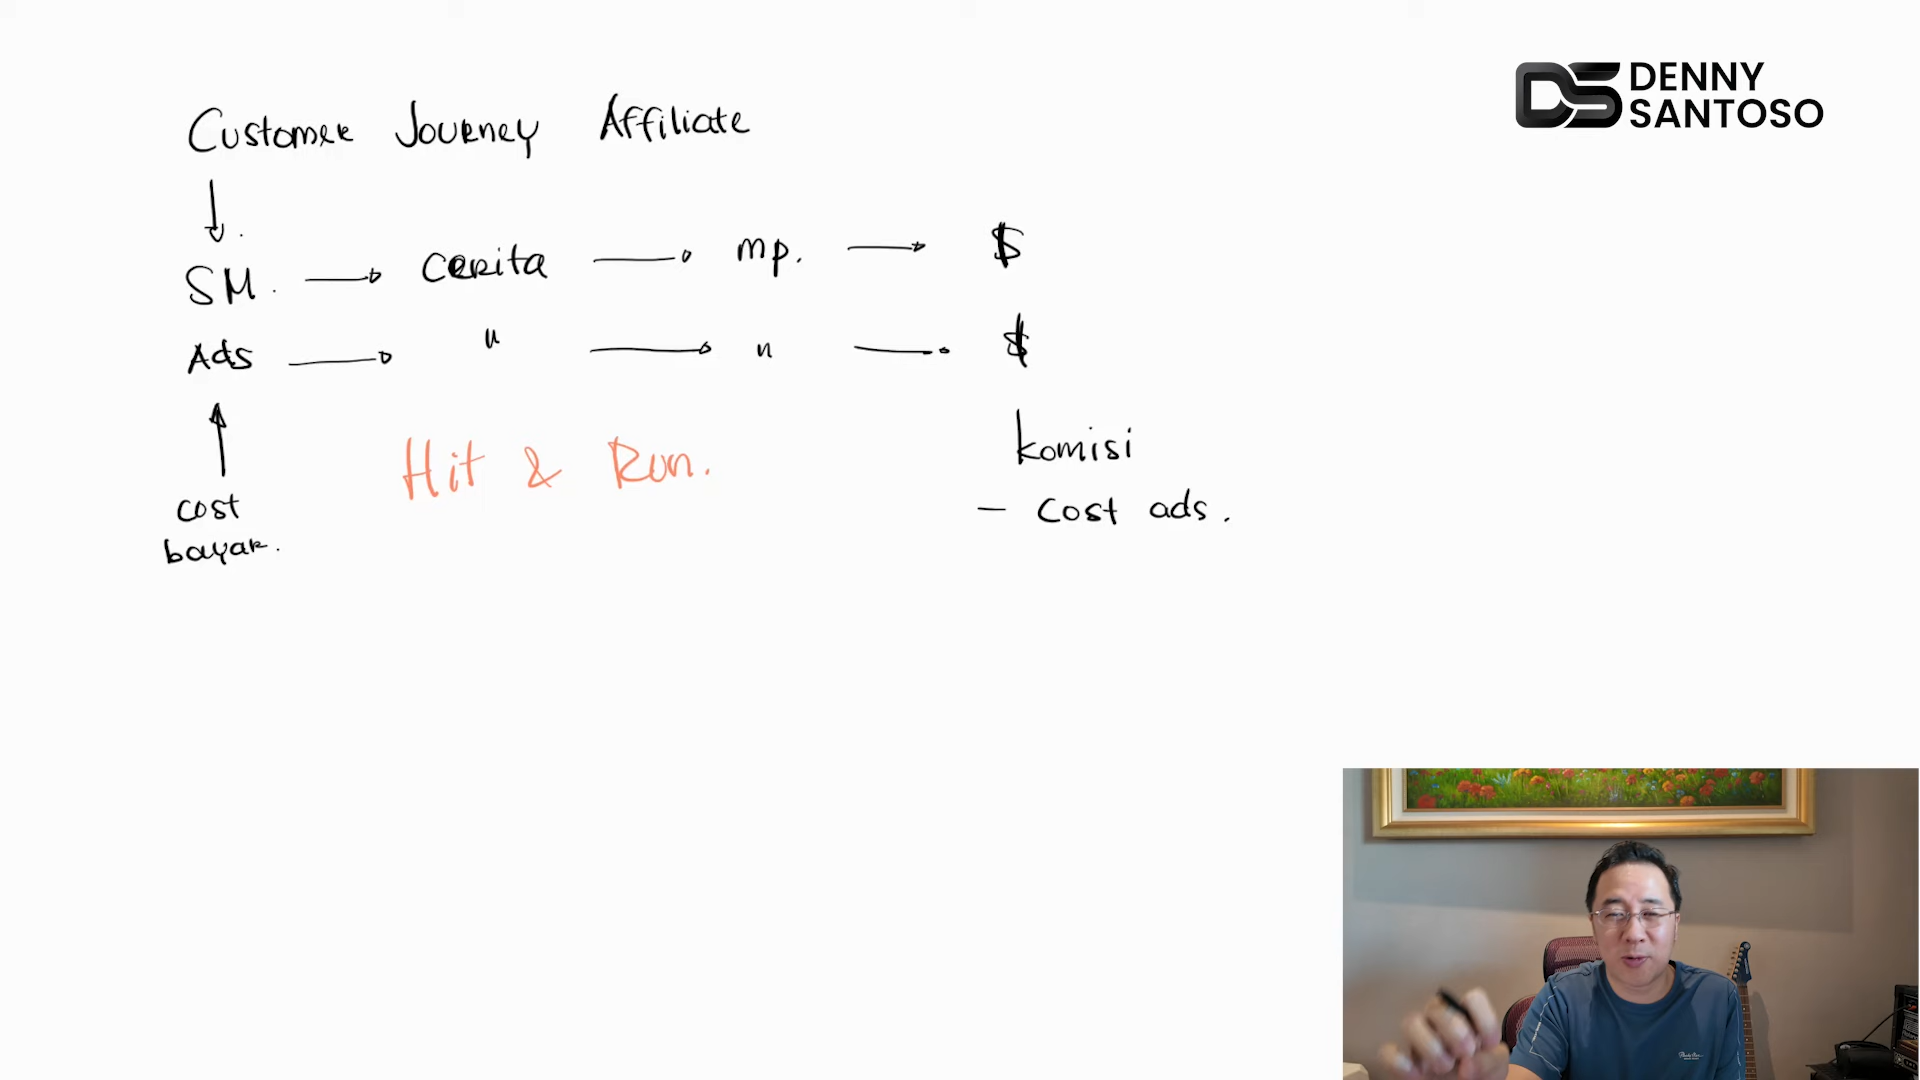 DENNY
SANTOSO
Customer Journey Affiliate
SM. → cerita → mp. → $
Ads → " → " → $
Hit & Run.
komisi
cost
bayar.
- cost ads.